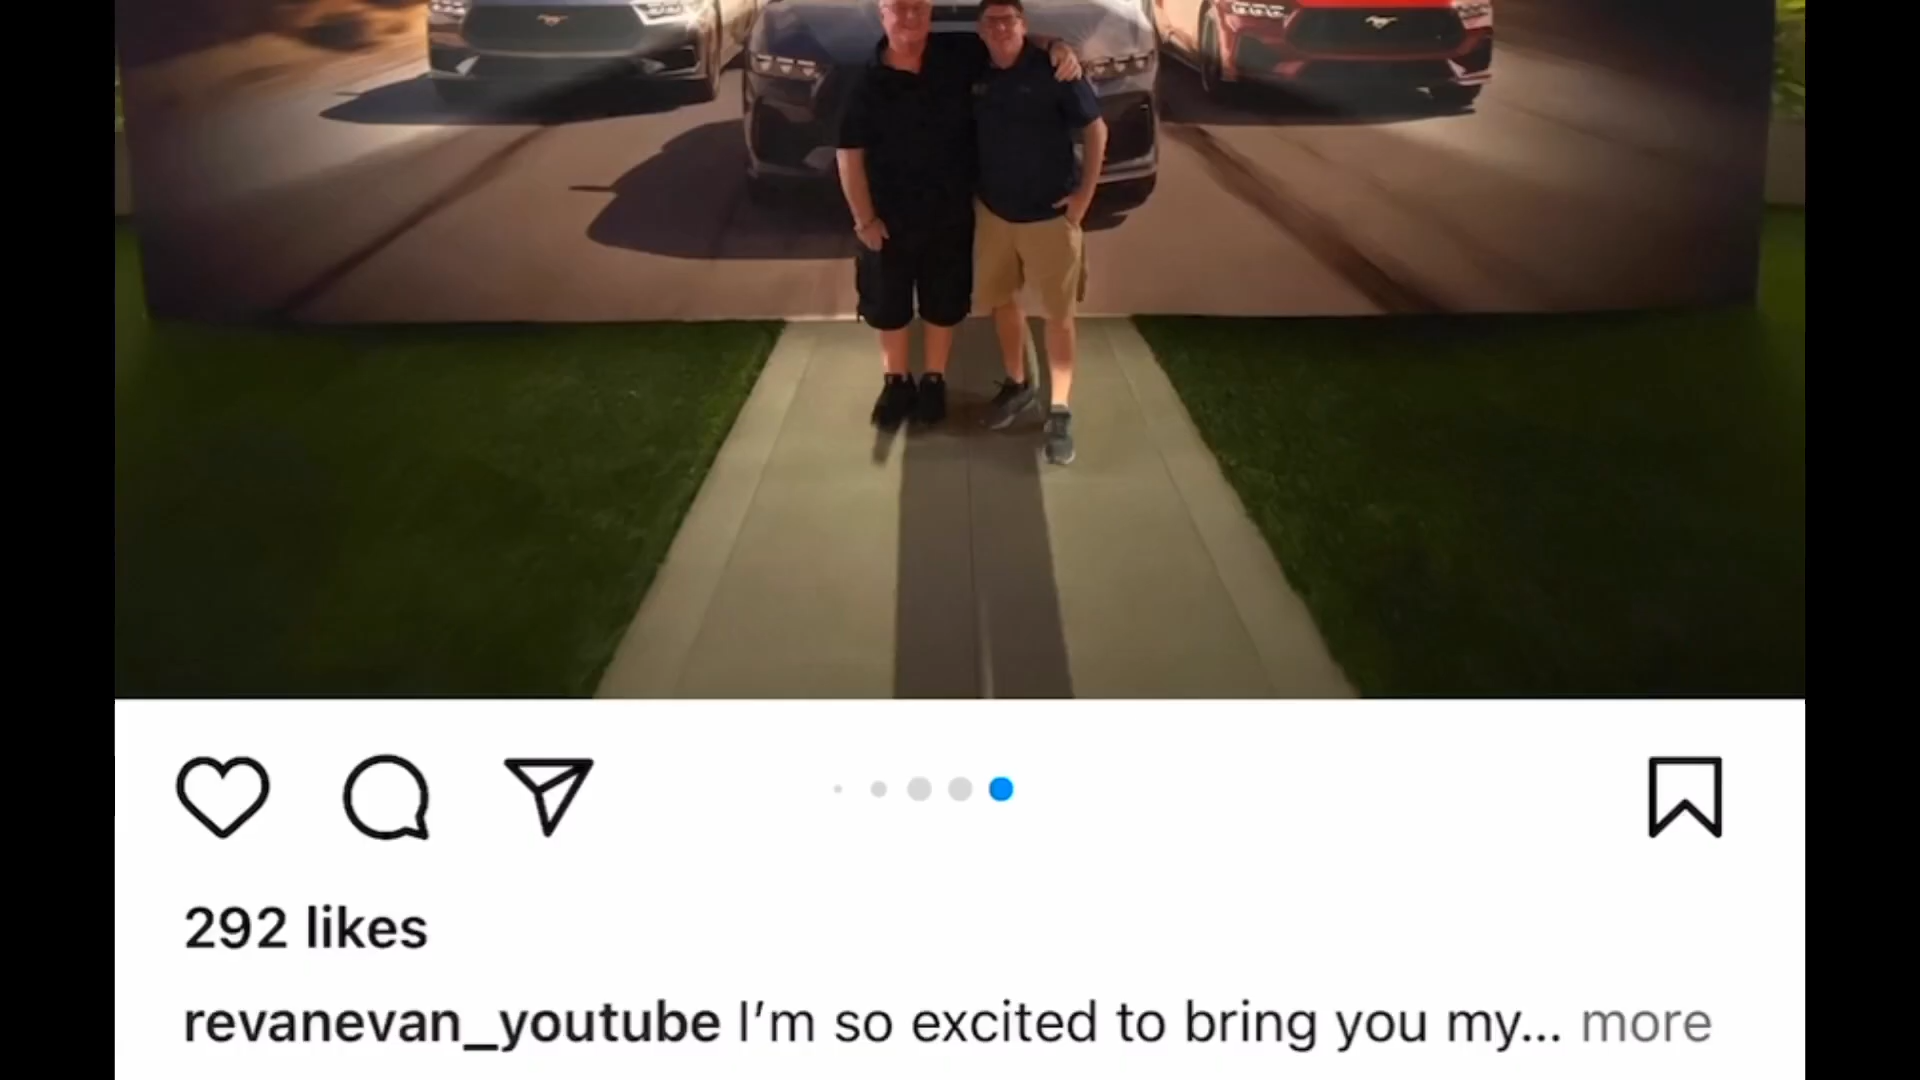 292 likes
revanevan_youtube I’m so excited to bring you my... more